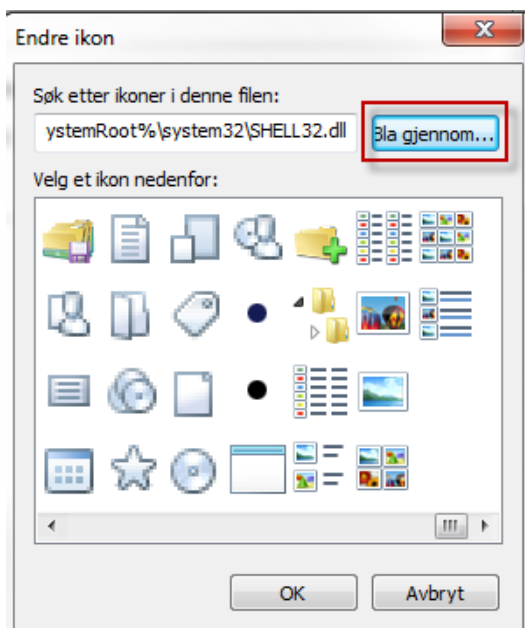 Endre ikon
Søk etter ikoner i denne filen:
ystemRoot%\system32\SHELL32.dll
Bla gjennom...
Velg et ikon nedenfor:
OK
Avbryt